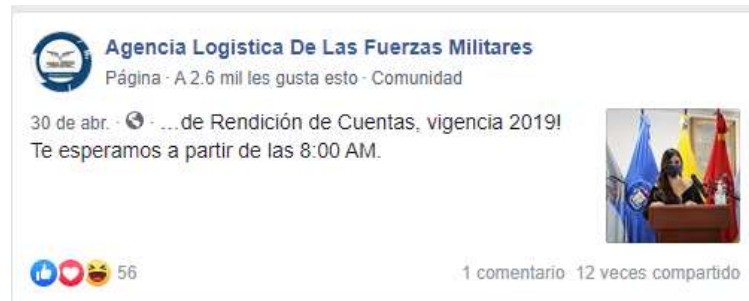 Agencia Logistica De Las Fuerzas Militares
Página · A 2.6 mil les gusta esto · Comunidad
30 de abr. · · …de Rendición de Cuentas, vigencia 2019!
Te esperamos a partir de las 8:00 AM.
56
1 comentario 12 veces compartido